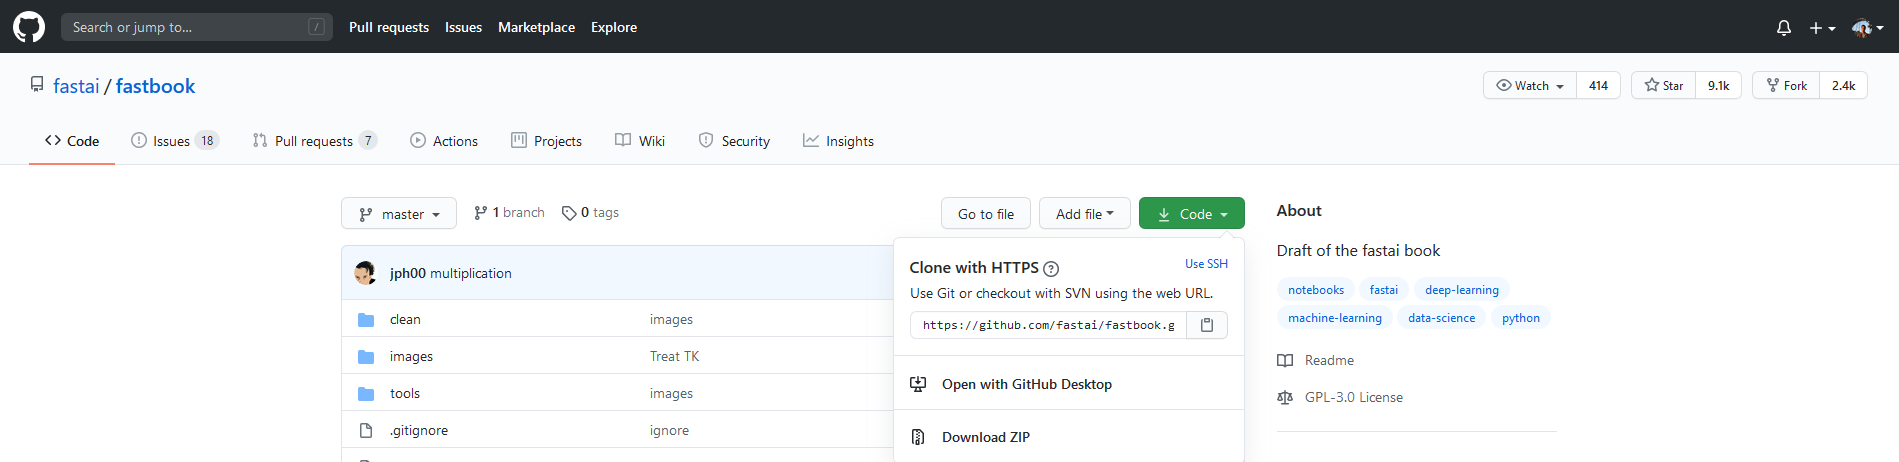 Search or jump to... /
Pull requests Issues Marketplace Explore
fastai / fastbook
Watch 414 Star 9.1k Fork 2.4k
Code Issues 18 Pull requests 7 Actions Projects Wiki Security Insights
master 1 branch 0 tags
Go to file Add file Code
jph00 multiplication
clean images
images Treat TK
tools images
.gitignore ignore
Clone with HTTPS ? Use SSH
Use Git or checkout with SVN using the web URL.
https://github.com/fastai/fastbook.g
Open with GitHub Desktop
Download ZIP
About
Draft of the fastai book
notebooks fastai deep-learning
machine-learning data-science python
Readme
GPL-3.0 License